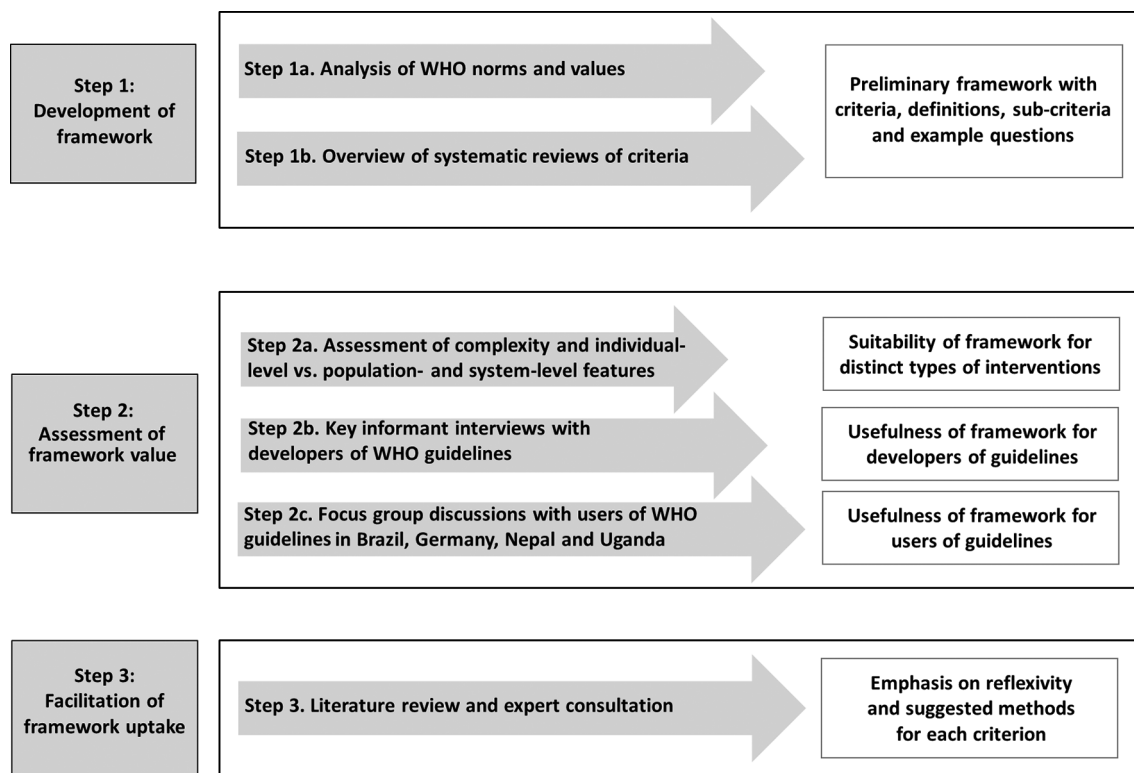 Step 1:
Development of
framework
Step 1a. Analysis of WHO norms and values
Step 1b. Overview of systematic reviews of criteria
Preliminary framework with
criteria, definitions, sub-criteria
and example questions
Step 2:
Assessment of
framework value
Step 2a. Assessment of complexity and individual-
level vs. population- and system-level features
Suitability of framework for
distinct types of interventions
Step 2b. Key informant interviews with
developers of WHO guidelines
Usefulness of framework for
developers of guidelines
Step 2c. Focus group discussions with users of WHO
guidelines in Brazil, Germany, Nepal and Uganda
Usefulness of framework for
users of guidelines
Step 3:
Facilitation of
framework uptake
Step 3. Literature review and expert consultation
Emphasis on reflexivity
and suggested methods
for each criterion